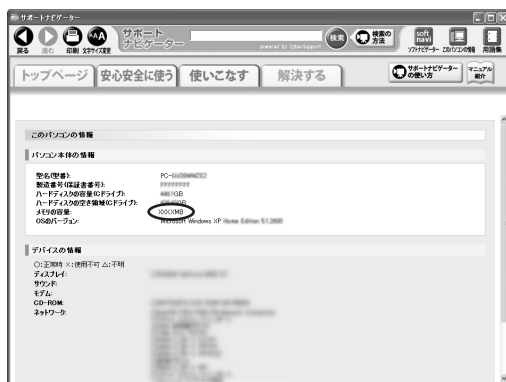 サポートナビゲーター
戻る 進む 印刷 文字サイズ変更
サポート
ナビゲーター
powered by CyberSupport
検索
検索の
方法
soft
navi
ソフトナビゲーター このパソコンの情報 用語集
トップページ 安心安全に使う 使いこなす 解決する
サポートナビゲーター
の使い方
マニュアル
紹介
このパソコンの情報
パソコン本体の情報
型名(型番): PC-
製造番号(保証書番号):
ハードディスクの容量(Cドライブ): GB
ハードディスクの空き領域(Cドライブ): GB
メモリの容量: XXXXMB
OSのバージョン: Microsoft Windows XP Home Edition 5.1.2600
デバイスの情報
○:正常時 ×:使用不可 △:不明
ディスプレイ:
サウンド:
モデム:
CD-ROM:
ネットワーク: